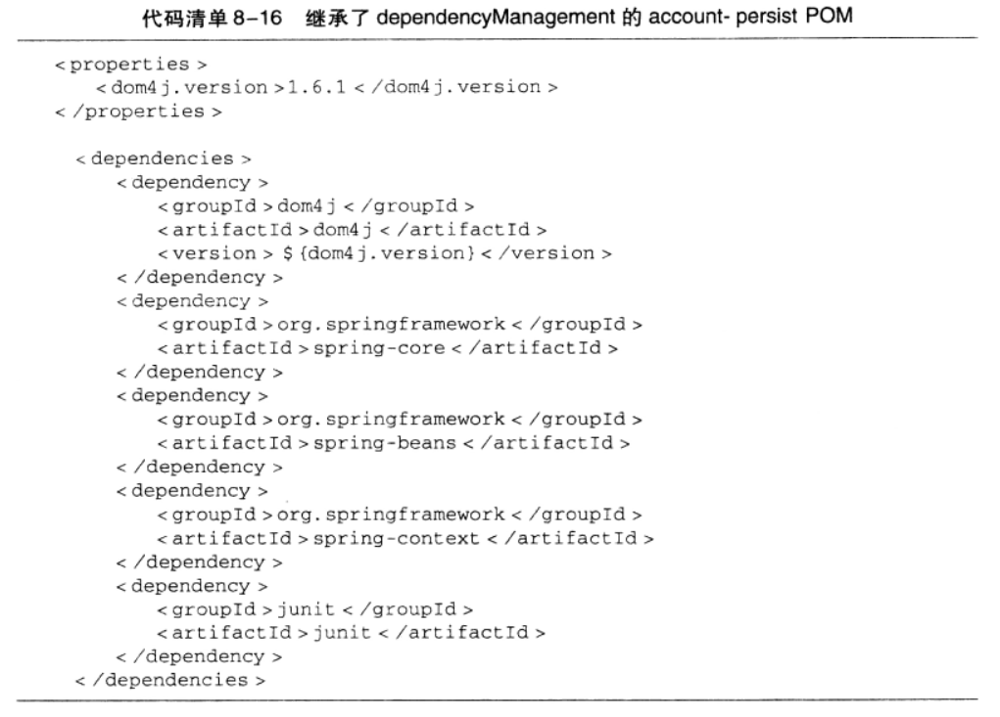 代码清单8-16 继承了 dependencyManagement 的 account- persist POM
<properties>
<dom4j.version>1.6.1</dom4j.version>
</properties>
<dependencies>
<dependency>
<groupId>dom4j</groupId>
<artifactId>dom4j</artifactId>
<version>${dom4j.version}</version>
</dependency>
<dependency>
<groupId>org.springframework</groupId>
<artifactId>spring-core</artifactId>
</dependency>
<dependency>
<groupId>org.springframework</groupId>
<artifactId>spring-beans</artifactId>
</dependency>
<dependency>
<groupId>org.springframework</groupId>
<artifactId>spring-context</artifactId>
</dependency>
<dependency>
<groupId>junit</groupId>
<artifactId>junit</artifactId>
</dependency>
</dependencies>